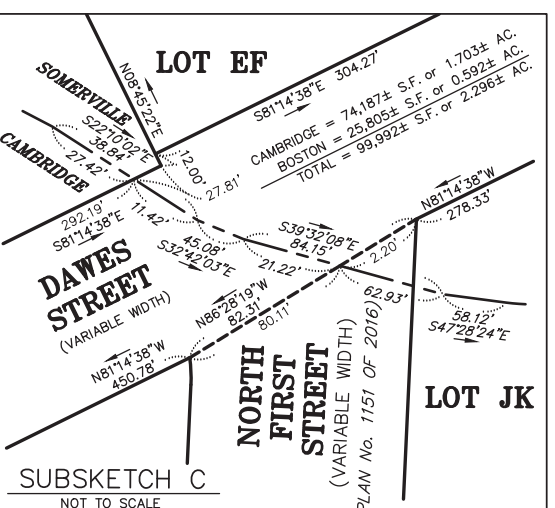 LOT EF
N08°45'22"E
SOMERVILLE
CAMBRIDGE
S22°10'02"E
38.84'
27.42'
12.00'
27.81'
S81°14'38"E 304.27'
CAMBRIDGE = 74,187± S.F. or 1.703± AC.
BOSTON = 25,805± S.F. or 0.592± AC.
TOTAL = 99,992± S.F. or 2.296± AC.
292.19'
S81°14'38"E
11.42'
45.08'
S32°42'03"E
S39°32'08"E
84.15'
21.22'
2.20'
N81°14'38"W
278.33'
62.93'
58.12'
S47°28'24"E
DAWES
STREET
(VARIABLE WIDTH)
N86°28'19"W
82.31'
80.11'
N81°14'38"W
450.78'
NORTH
FIRST
STREET
(VARIABLE WIDTH)
PLAN No. 1151 OF 2016)
LOT JK
SUBSKETCH C
NOT TO SCALE